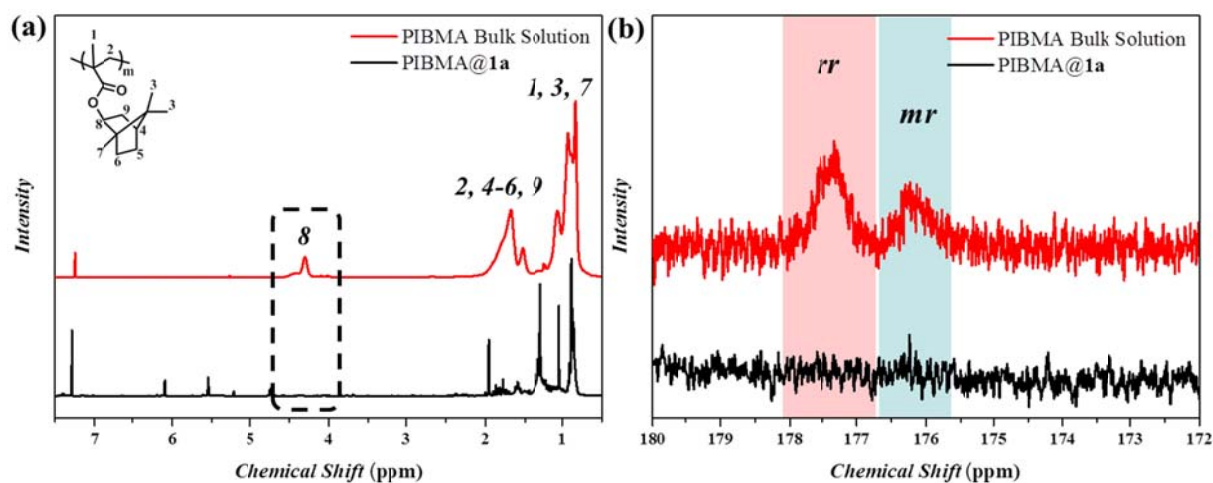 (a)
PIBMA Bulk Solution
PIBMA@1a
1
2
m
O
O
9
3
3
8
4
7
6
5
1, 3, 7
2, 4-6, 9
8
Intensity
7
6
5
4
3
2
1
Chemical Shift (ppm)
(b)
PIBMA Bulk Solution
PIBMA@1a
rr
mr
Intensity
180
179
178
177
176
175
174
173
172
Chemical Shift (ppm)